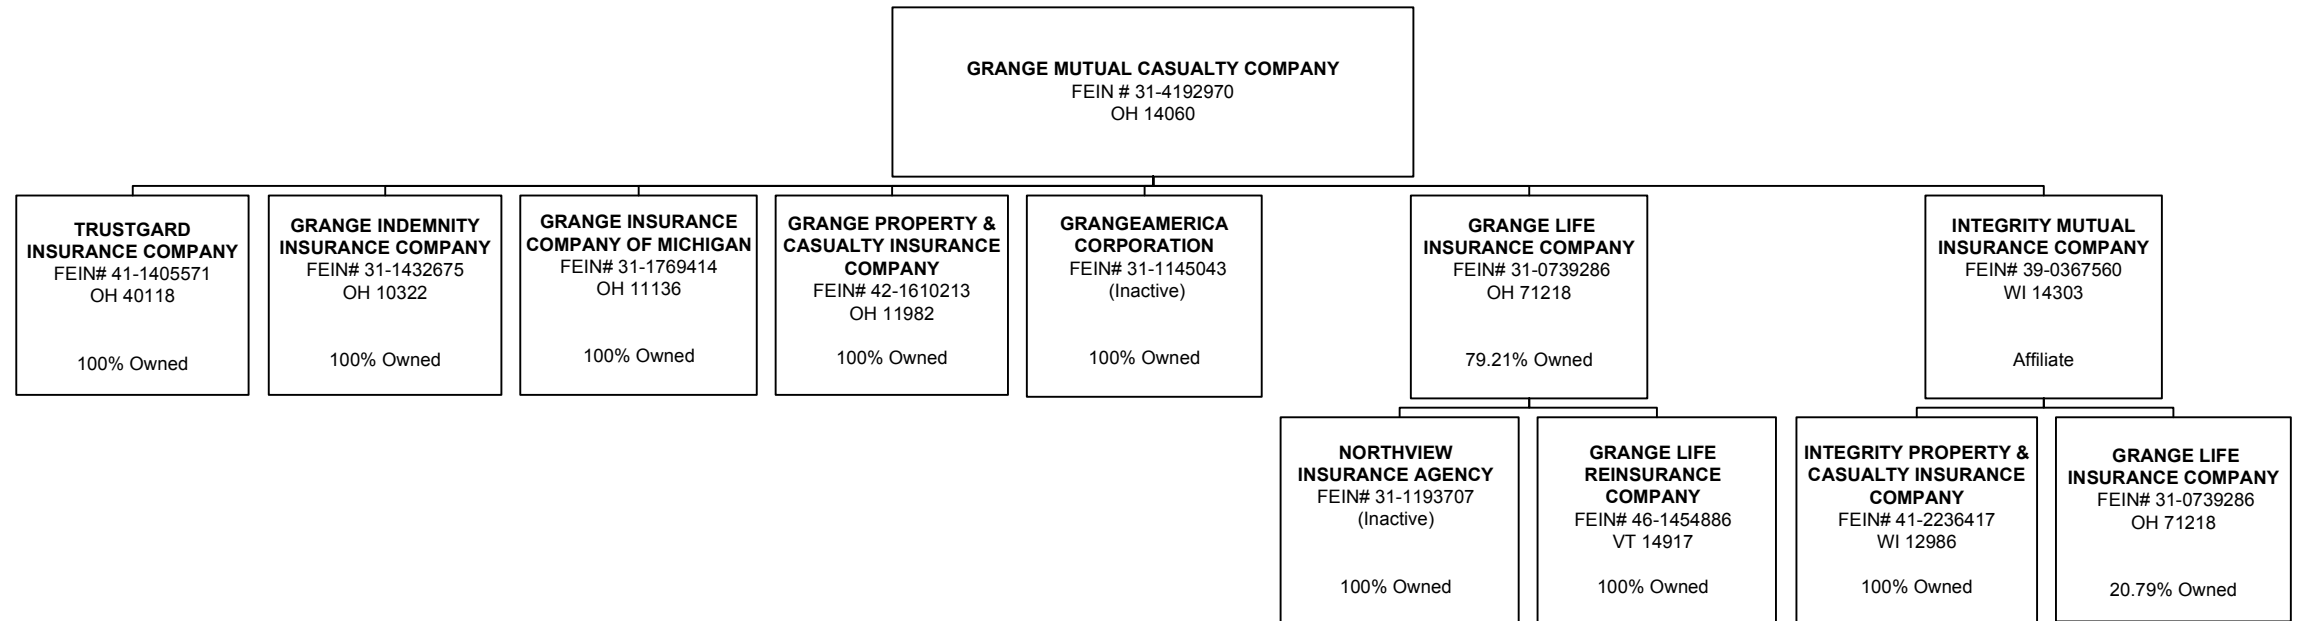 GRANGE MUTUAL CASUALTY COMPANY
FEIN # 31-4192970
OH 14060
TRUSTGARD
INSURANCE COMPANY
FEIN# 41-1405571
OH 40118
100% Owned
GRANGE INDEMNITY
INSURANCE COMPANY
FEIN# 31-1432675
OH 10322
100% Owned
GRANGE INSURANCE
COMPANY OF MICHIGAN
FEIN# 31-1769414
OH 11136
100% Owned
GRANGE PROPERTY &
CASUALTY INSURANCE
COMPANY
FEIN# 42-1610213
OH 11982
100% Owned
GRANGEAMERICA
CORPORATION
FEIN# 31-1145043
(Inactive)
100% Owned
GRANGE LIFE
INSURANCE COMPANY
FEIN# 31-0739286
OH 71218
79.21% Owned
INTEGRITY MUTUAL
INSURANCE COMPANY
FEIN# 39-0367560
WI 14303
Affiliate
NORTHVIEW
INSURANCE AGENCY
FEIN# 31-1193707
(Inactive)
100% Owned
GRANGE LIFE
REINSURANCE
COMPANY
FEIN# 46-1454886
VT 14917
100% Owned
INTEGRITY PROPERTY &
CASUALTY INSURANCE
COMPANY
FEIN# 41-2236417
WI 12986
100% Owned
GRANGE LIFE
INSURANCE COMPANY
FEIN# 31-0739286
OH 71218
20.79% Owned